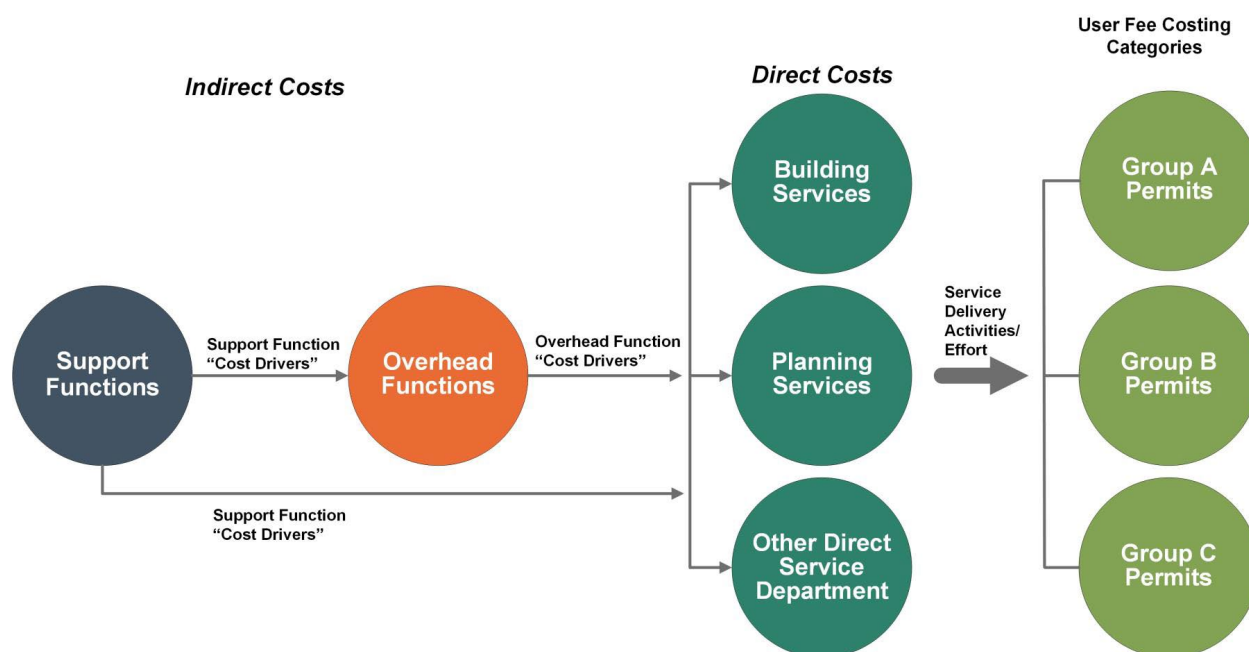 User Fee Costing
Categories
Indirect Costs
Direct Costs
Building
Services
Group A
Permits
Support
Functions
Support Function
“Cost Drivers”
Overhead
Functions
Overhead Function
“Cost Drivers”
Planning
Services
Service
Delivery
Activities/
Effort
Group B
Permits
Support Function
“Cost Drivers”
Other Direct
Service
Department
Group C
Permits